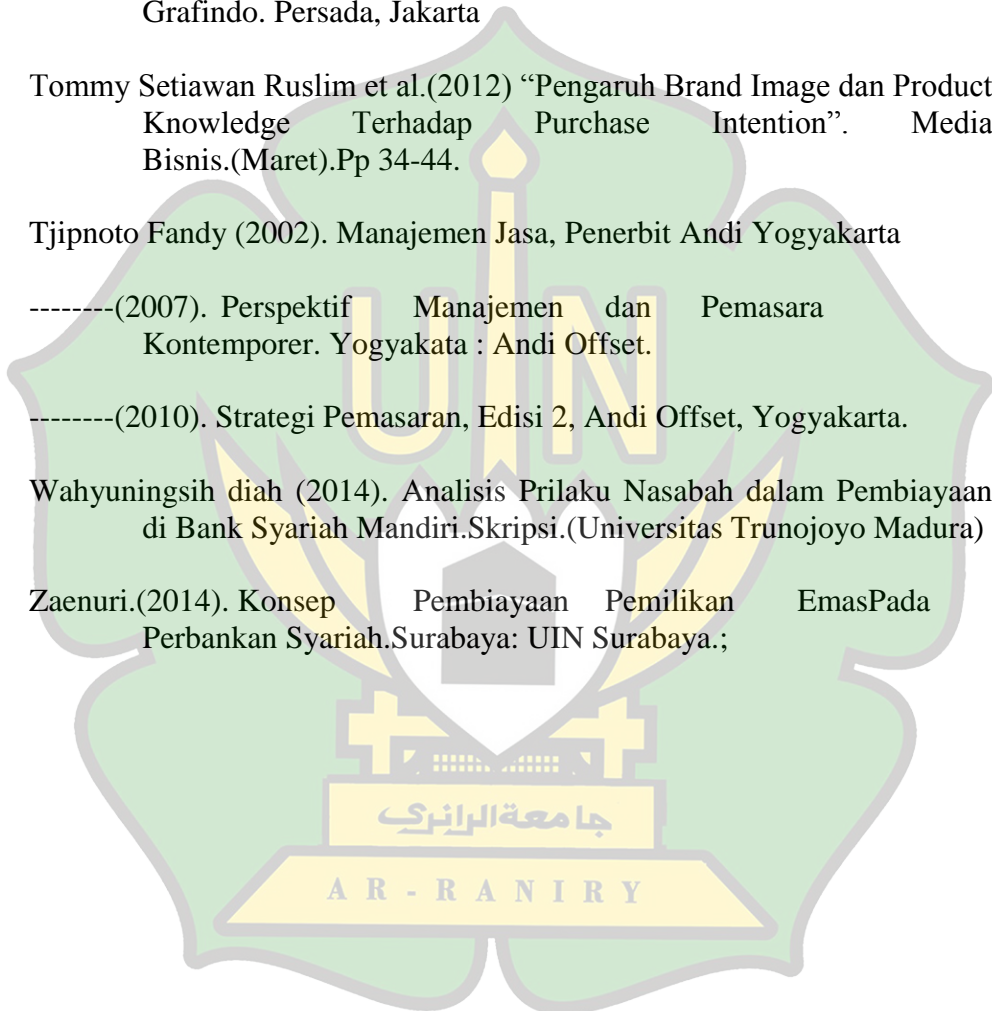 Grafindo. Persada, Jakarta
Tommy Setiawan Ruslim et al.(2012) “Pengaruh Brand Image dan Product
Knowledge Terhadap Purchase Intention”. Media
Bisnis.(Maret).Pp 34-44.
Tjipnoto Fandy (2002). Manajemen Jasa, Penerbit Andi Yogyakarta
--------(2007). Perspektif Manajemen dan Pemasara
Kontemporer. Yogyakata : Andi Offset.
--------(2010). Strategi Pemasaran, Edisi 2, Andi Offset, Yogyakarta.
Wahyuningsih diah (2014). Analisis Prilaku Nasabah dalam Pembiayaan
di Bank Syariah Mandiri.Skripsi.(Universitas Trunojoyo Madura)
Zaenuri.(2014). Konsep Pembiayaan Pemilikan EmasPada
Perbankan Syariah.Surabaya: UIN Surabaya.;
UIN
جامعةالرانري
AR-RANIRY